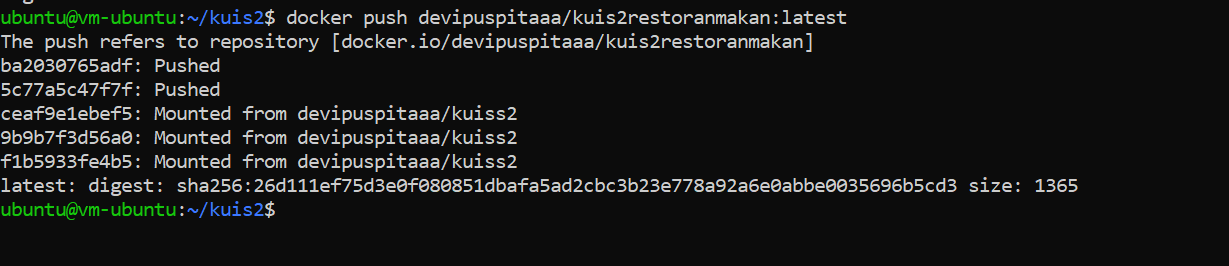 ubuntu@vm-ubuntu:~/kuis2$ docker push devipuspitaaa/kuis2restoranmakan:latest
The push refers to repository [docker.io/devipuspitaaa/kuis2restoranmakan]
ba2030765adf: Pushed
5c77a5c47f7f: Pushed
ceaf9e1ebef5: Mounted from devipuspitaaa/kuiss2
9b9b7f3d56a0: Mounted from devipuspitaaa/kuiss2
f1b5933fe4b5: Mounted from devipuspitaaa/kuiss2
latest: digest: sha256:26d111ef75d3e0f080851dbafa5ad2cbc3b23e778a92a6e0abbe0035696b5cd3 size: 1365
ubuntu@vm-ubuntu:~/kuis2$